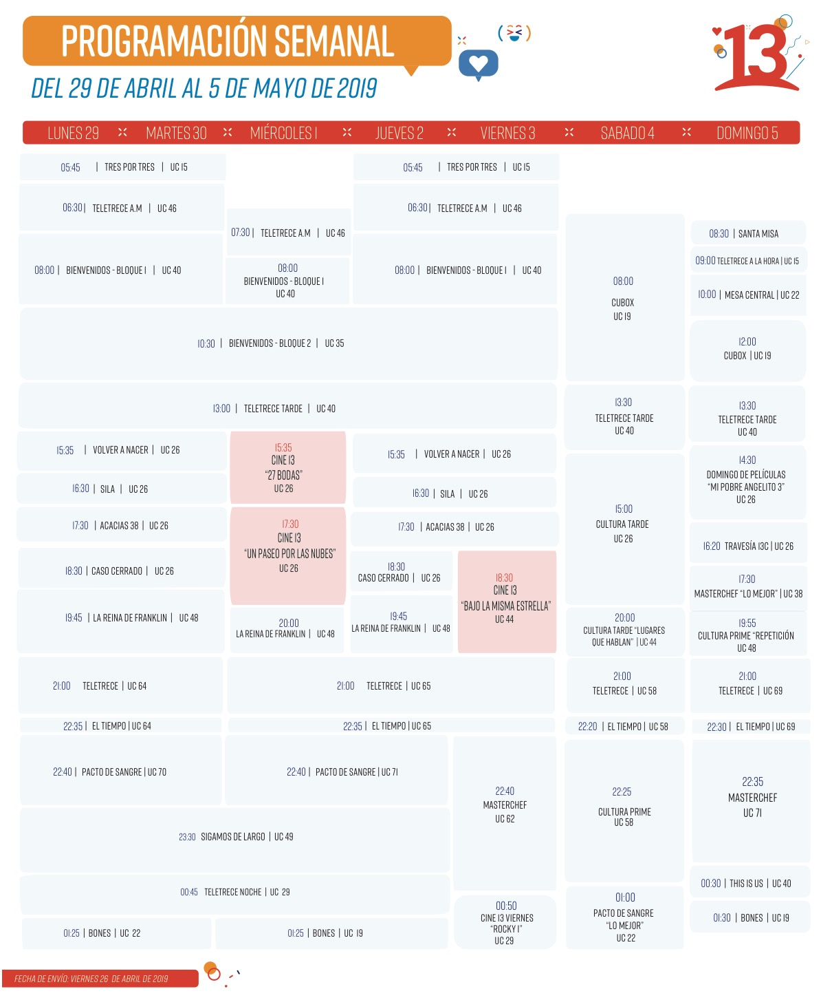 PROGRAMACIÓN SEMANAL
13
DEL 29 DE ABRIL AL 5 DE MAYO DE 2019
LUNES 29 MARTES 30 MIÉRCOLES 1 JUEVES 2 VIERNES 3 SABADO 4 DOMINGO 5
05:45 | TRES POR TRES | UC 15
06:30 | TELETRECE A.M | UC 46
08:00 | BIENVENIDOS - BLOQUE 1 | UC 40
07:30 | TELETRECE A.M | UC 46
08:00
BIENVENIDOS - BLOQUE 1
UC 40
05:45 | TRES POR TRES | UC 15
06:30 | TELETRECE A.M | UC 46
08:00 | BIENVENIDOS - BLOQUE 1 | UC 40
10:30 | BIENVENIDOS - BLOQUE 2 | UC 35
13:00 | TELETRECE TARDE | UC 40
15:35 | VOLVER A NACER | UC 26
16:30 | SILA | UC 26
17:30 | ACACIAS 38 | UC 26
18:30 | CASO CERRADO | UC 26
19:45 | LA REINA DE FRANKLIN | UC 48
15:35
CINE 13
“27 BODAS”
UC 26
17:30
CINE 13
“UN PASEO POR LAS NUBES”
UC 26
20:00
LA REINA DE FRANKLIN | UC 48
15:35 | VOLVER A NACER | UC 26
16:30 | SILA | UC 26
17:30 | ACACIAS 38 | UC 26
18:30
CASO CERRADO | UC 26
19:45
LA REINA DE FRANKLIN | UC 48
18:30
CINE 13
“BAJO LA MISMA ESTRELLA”
UC 44
21:00 TELETRECE | UC 64
21:00 TELETRECE | UC 65
22:35 | EL TIEMPO | UC 64
22:35 | EL TIEMPO | UC 65
22:40 | PACTO DE SANGRE | UC 70
22:40 | PACTO DE SANGRE | UC 71
23:30 SIGAMOS DE LARGO | UC 49
00:45 TELETRECE NOCHE | UC 29
01:25 | BONES | UC 22
01:25 | BONES | UC 19
22:40
MASTERCHEF
UC 62
00:50
CINE 13 VIERNES
“ROCKY I”
UC 29
08:00
CUBOX
UC 19
13:30
TELETRECE TARDE
UC 40
15:00
CULTURA TARDE
UC 26
20:00
CULTURA TARDE “LUGARES
QUE HABLAN” | UC 44
21:00
TELETRECE | UC 58
22:20 | EL TIEMPO | UC 58
22:25
CULTURA PRIME
UC 58
01:00
PACTO DE SANGRE
“LO MEJOR”
UC 22
08:30 | SANTA MISA
09:00 TELETRECE A LA HORA | UC 15
10:00 | MESA CENTRAL | UC 22
12:00
CUBOX | UC 19
13:30
TELETRECE TARDE
UC 40
14:30
DOMINGO DE PELÍCULAS
“MI POBRE ANGELITO 3”
UC 26
16:20 TRAVESÍA 13C | UC 26
17:30
MASTERCHEF “LO MEJOR” | UC 38
19:55
CULTURA PRIME “REPETICIÓN
UC 48
21:00
TELETRECE | UC 69
22:30 | EL TIEMPO | UC 69
22:35
MASTERCHEF
UC 71
00:30 | THIS IS US | UC 40
01:30 | BONES | UC 19
FECHA DE ENVÍO: VIERNES 26 DE ABRIL DE 2019